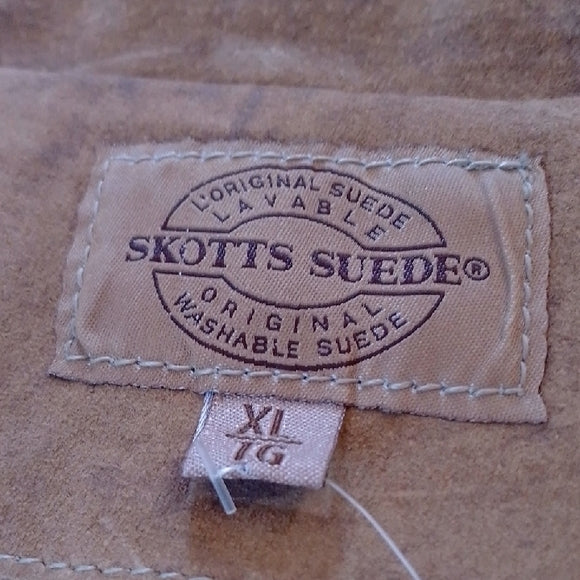 L'ORIGINAL SUEDE
LAVABLE
SKOTTS SUEDE®
ORIGINAL
WASHABLE SUEDE
XL
TG